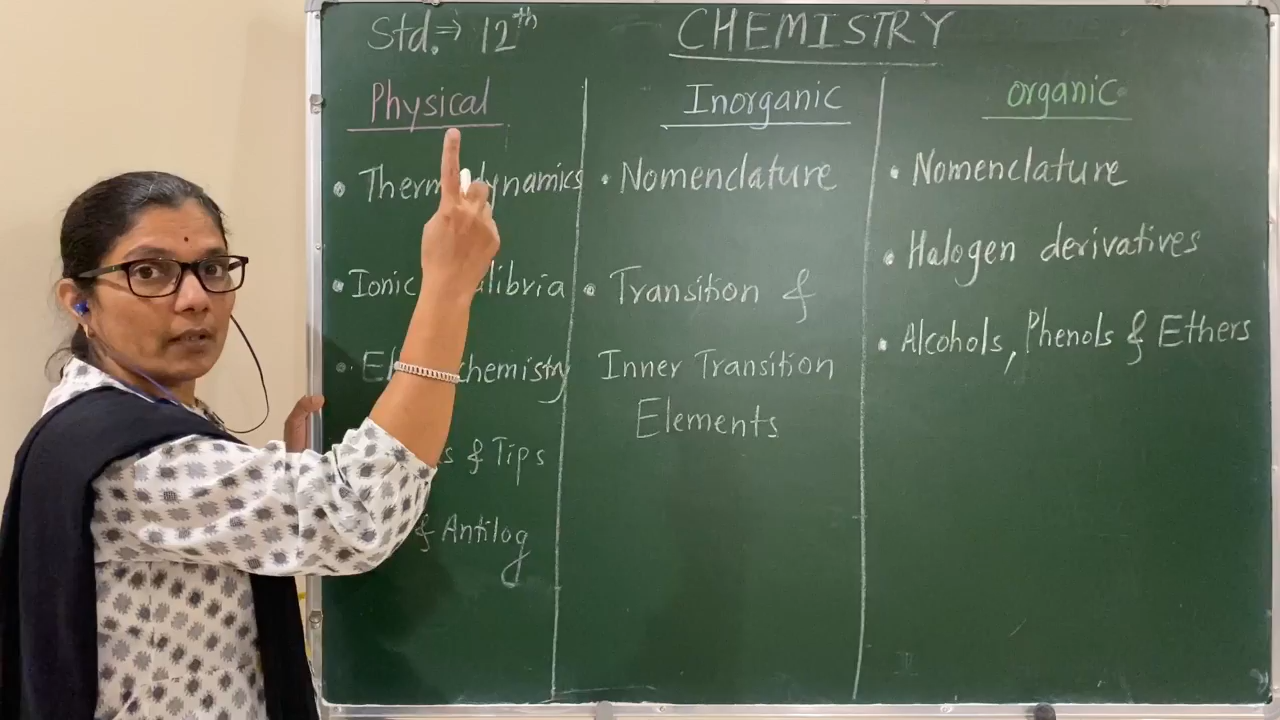 Std. → 12th
CHEMISTRY
Physical
• Thermodynamics
• Ionic
• 
& Tips
& Antilog
Inorganic
• Nomenclature
• Transition &
Inner Transition
Elements
organic
• Nomenclature
• Halogen derivatives
• Alcohols, Phenols & Ethers